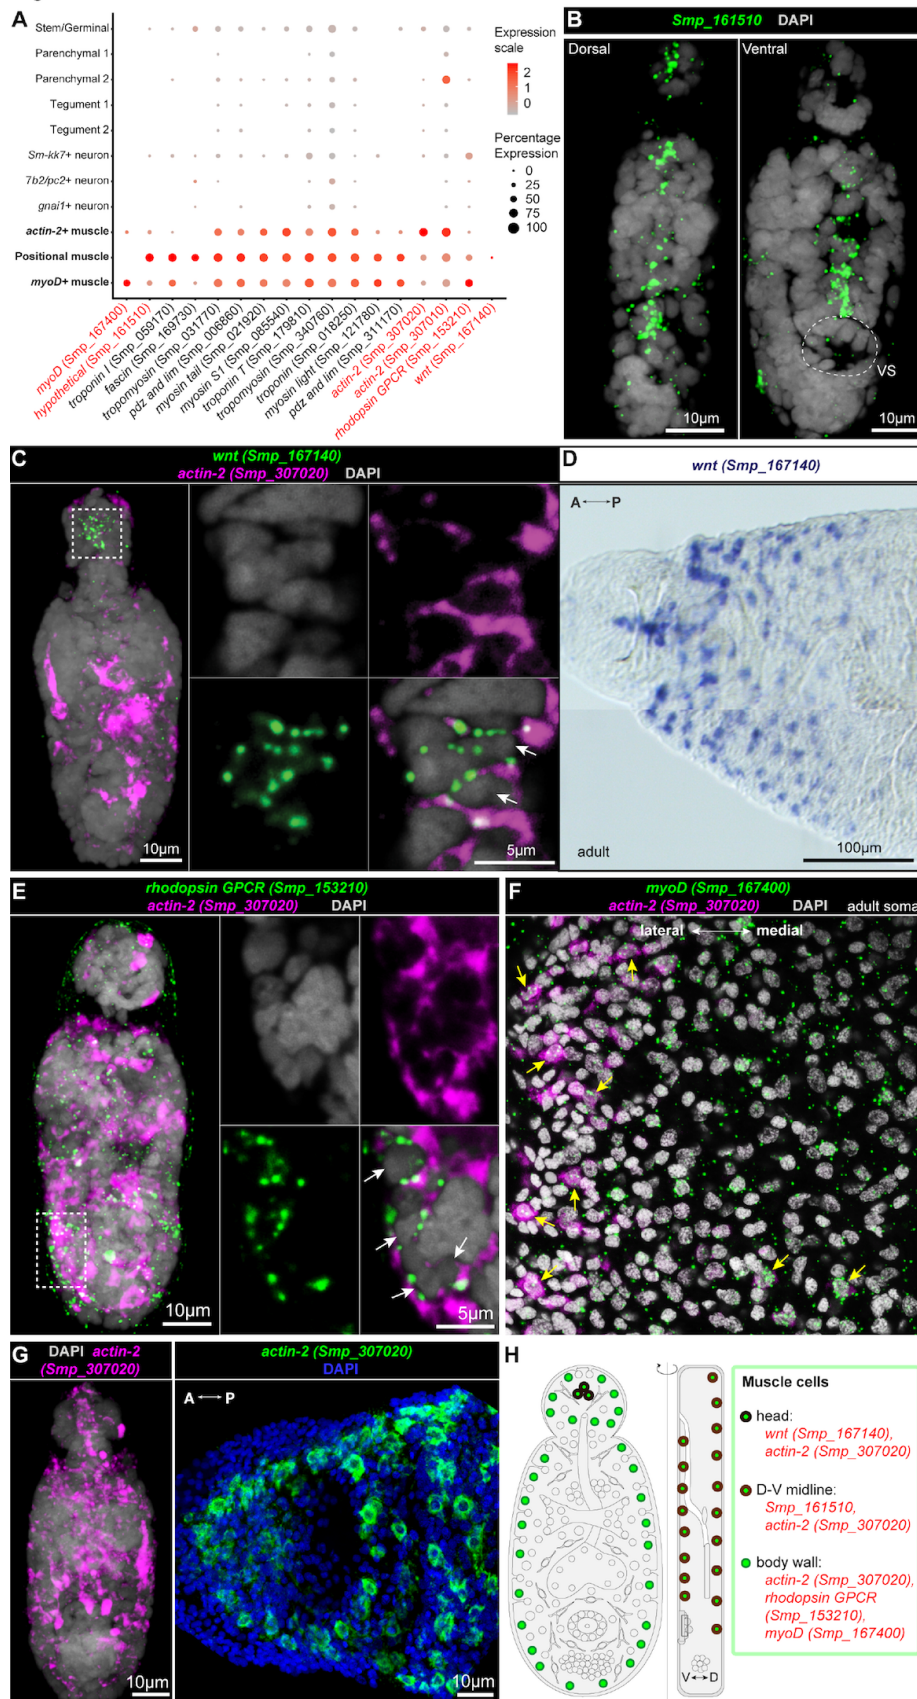 A
Stem/Germinal
Parenchymal 1
Parenchymal 2
Tegument 1
Tegument 2
Sm-kk7+ neuron
7b2/pc2+ neuron
gnai1+ neuron
actin-2+ muscle
Positional muscle
myoD+ muscle
myoD (Smp_167400)
hypothetical (Smp_161510)
troponin I (Smp_059170)
fascin (Smp_169730)
tropomyosin (Smp_031770)
pdz and lim (Smp_006860)
myosin tail (Smp_021920)
myosin S1 (Smp_085540)
troponin T (Smp_179810)
tropomyosin (Smp_340760)
troponin (Smp_018250)
myosin light (Smp_121780)
pdz and lim (Smp_311170)
actin-2 (Smp_307020)
actin-2 (Smp_307010)
rhodopsin GPCR (Smp_153210)
wnt (Smp_167140)
Expression
scale
2
1
0
Percentage
Expression
0
25
50
75
100
B
Smp_161510 DAPI
Dorsal
Ventral
VS
10µm
10µm
C
wnt (Smp_167140)
actin-2 (Smp_307020) DAPI
10µm
5µm
D
wnt (Smp_167140)
A P
adult
100µm
E
rhodopsin GPCR (Smp_153210)
actin-2 (Smp_307020) DAPI
10µm
5µm
F
myoD (Smp_167400)
actin-2 (Smp_307020) DAPI adult soma
lateral medial
G
DAPI actin-2
(Smp_307020)
10µm
actin-2 (Smp_307020)
DAPI
A P
10µm
H
V D
Muscle cells
head:
wnt (Smp_167140),
actin-2 (Smp_307020)
D-V midline:
Smp_161510,
actin-2 (Smp_307020)
body wall:
actin-2 (Smp_307020),
rhodopsin GPCR
(Smp_153210),
myoD (Smp_167400)